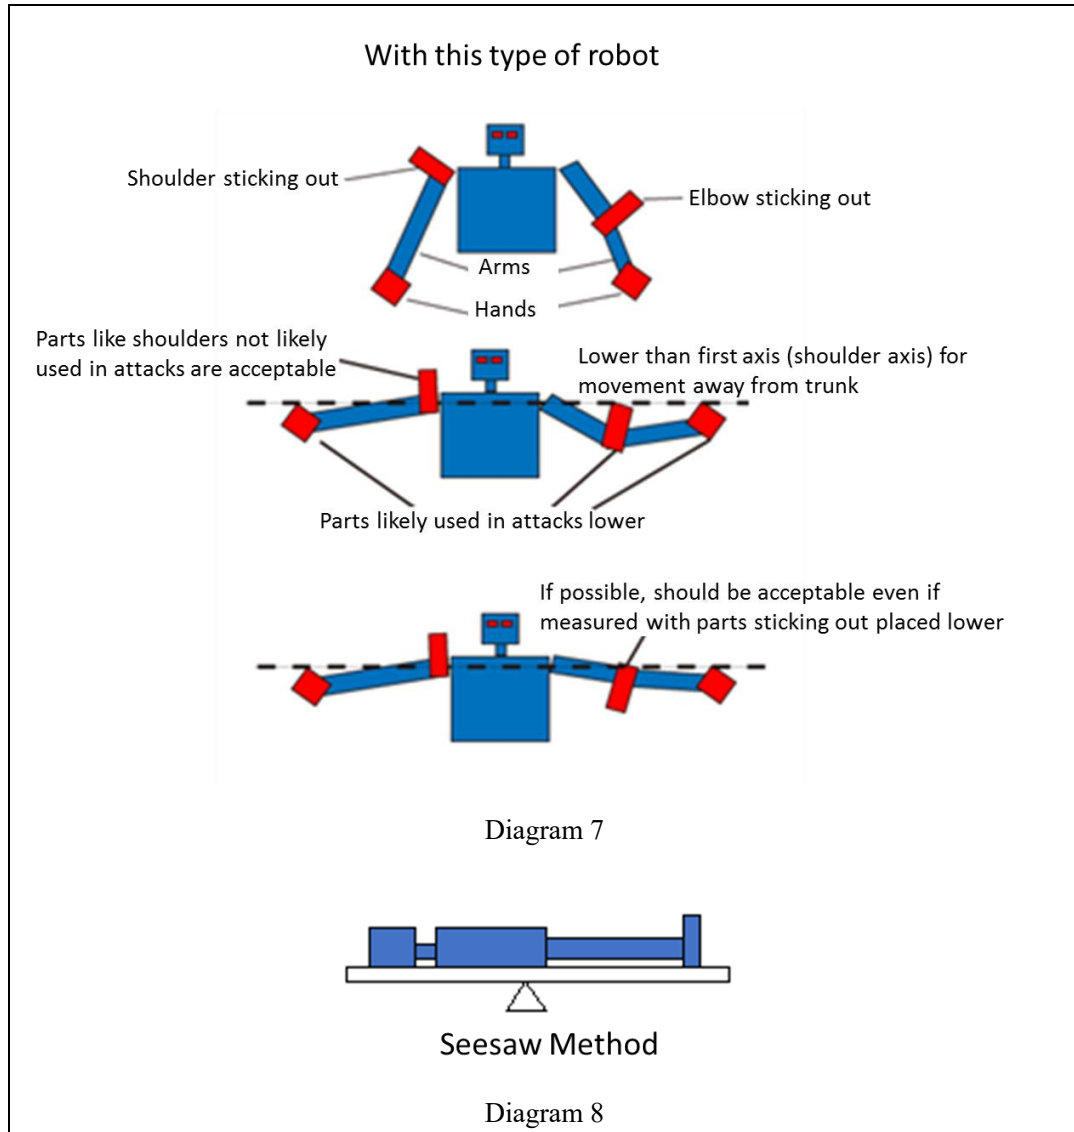 With this type of robot
Shoulder sticking out
Elbow sticking out
Arms
Hands
Parts like shoulders not likely
used in attacks are acceptable
Lower than first axis (shoulder axis) for
movement away from trunk
Parts likely used in attacks lower
If possible, should be acceptable even if
measured with parts sticking out placed lower
Diagram 7
Seesaw Method
Diagram 8